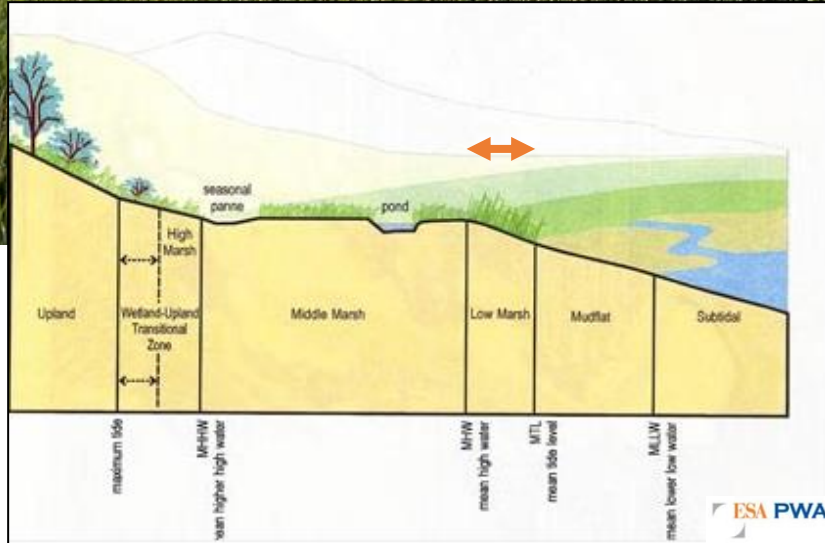 seasonal
panne
pond
High
Marsh
Upland
Wetland-Upland
Transitional
Zone
Middle Marsh
Low Marsh
Mudflat
Subtidal
maximum tide
MHHW
mean higher high water
MHW
mean high water
MTL
mean tide level
MLLW
mean lower low water
ESA PWA